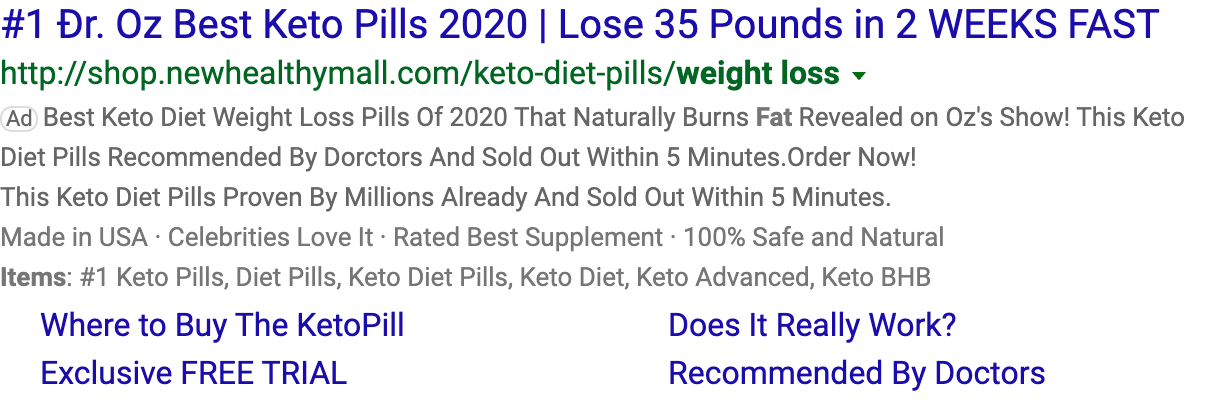 #1 Đr. Oz Best Keto Pills 2020 | Lose 35 Pounds in 2 WEEKS FAST
http://shop.newhealthymall.com/keto-diet-pills/weight loss
Ad Best Keto Diet Weight Loss Pills Of 2020 That Naturally Burns Fat Revealed on Oz's Show! This Keto
Diet Pills Recommended By Dorctors And Sold Out Within 5 Minutes.Order Now!
This Keto Diet Pills Proven By Millions Already And Sold Out Within 5 Minutes.
Made in USA · Celebrities Love It · Rated Best Supplement · 100% Safe and Natural
Items: #1 Keto Pills, Diet Pills, Keto Diet Pills, Keto Diet, Keto Advanced, Keto BHB
Where to Buy The KetoPill Does It Really Work?
Exclusive FREE TRIAL Recommended By Doctors